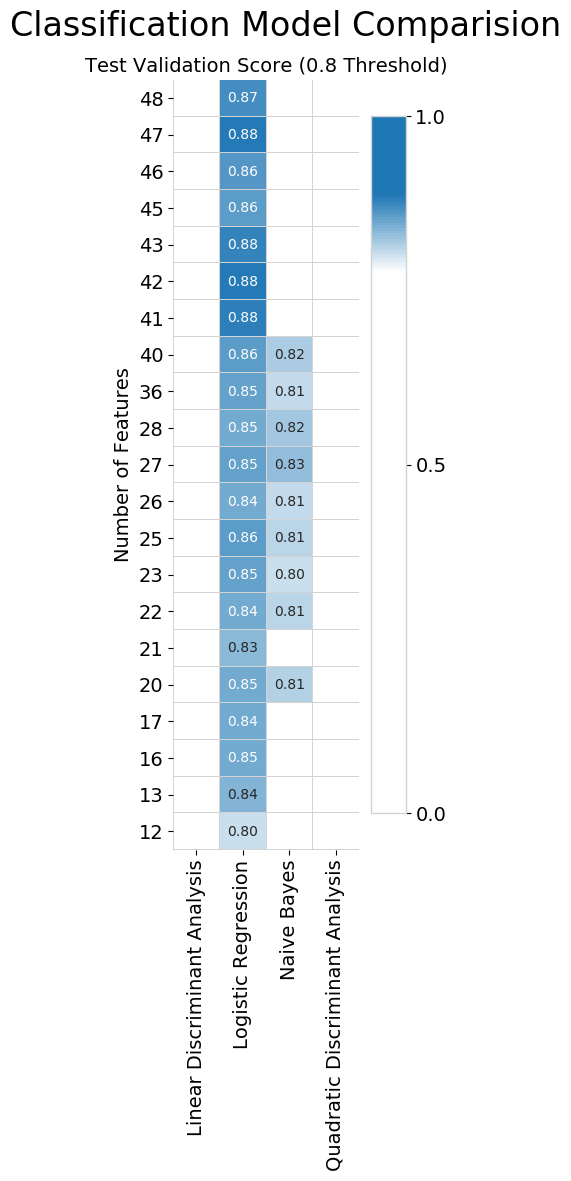 Classification Model Comparision
Test Validation Score (0.8 Threshold)
Number of Features
48 0.87
47 0.88
46 0.86
45 0.86
43 0.88
42 0.88
41 0.88
40 0.86 0.82
36 0.85 0.81
28 0.85 0.82
27 0.85 0.83
26 0.84 0.81
25 0.86 0.81
23 0.85 0.80
22 0.84 0.81
21 0.83
20 0.85 0.81
17 0.84
16 0.85
13 0.84
12 0.80
Linear Discriminant Analysis
Logistic Regression
Naive Bayes
Quadratic Discriminant Analysis
1.0
0.5
0.0